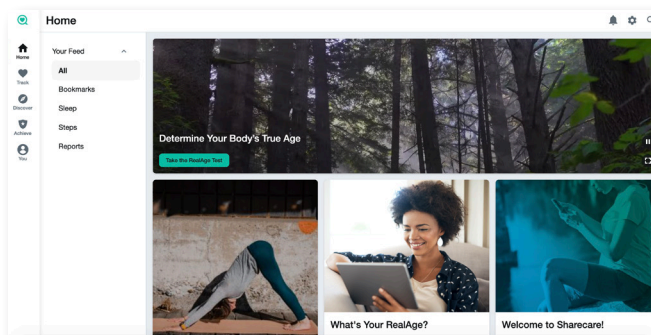 Home
Home
Track
Discover
Achieve
You
Your Feed
All
Bookmarks
Sleep
Steps
Reports
Determine Your Body's True Age
Take the RealAge Test
What's Your RealAge?
Welcome to Sharecare!